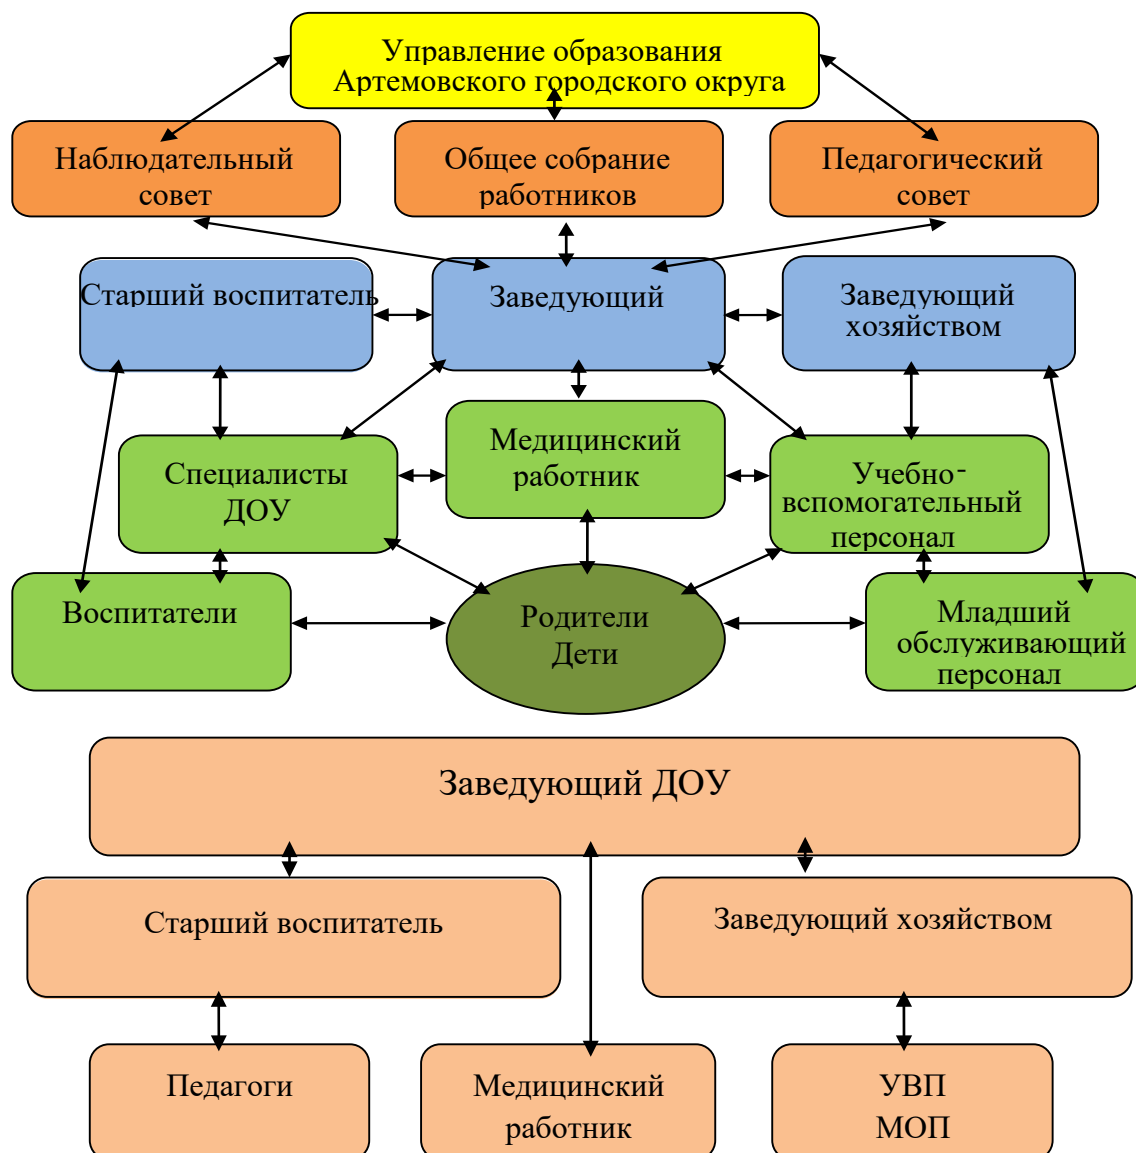 Управление образования
Артемовского городского округа
Наблюдательный
совет
Общее собрание
работников
Педагогический
совет
Старший воспитатель
Заведующий
Заведующий
хозяйством
Специалисты
ДОУ
Медицинский
работник
Учебно-
вспомогательный
персонал
Воспитатели
Родители
Дети
Младший
обслуживающий
персонал
Заведующий ДОУ
Старший воспитатель
Заведующий хозяйством
Педагоги
Медицинский
работник
УВП
МОП